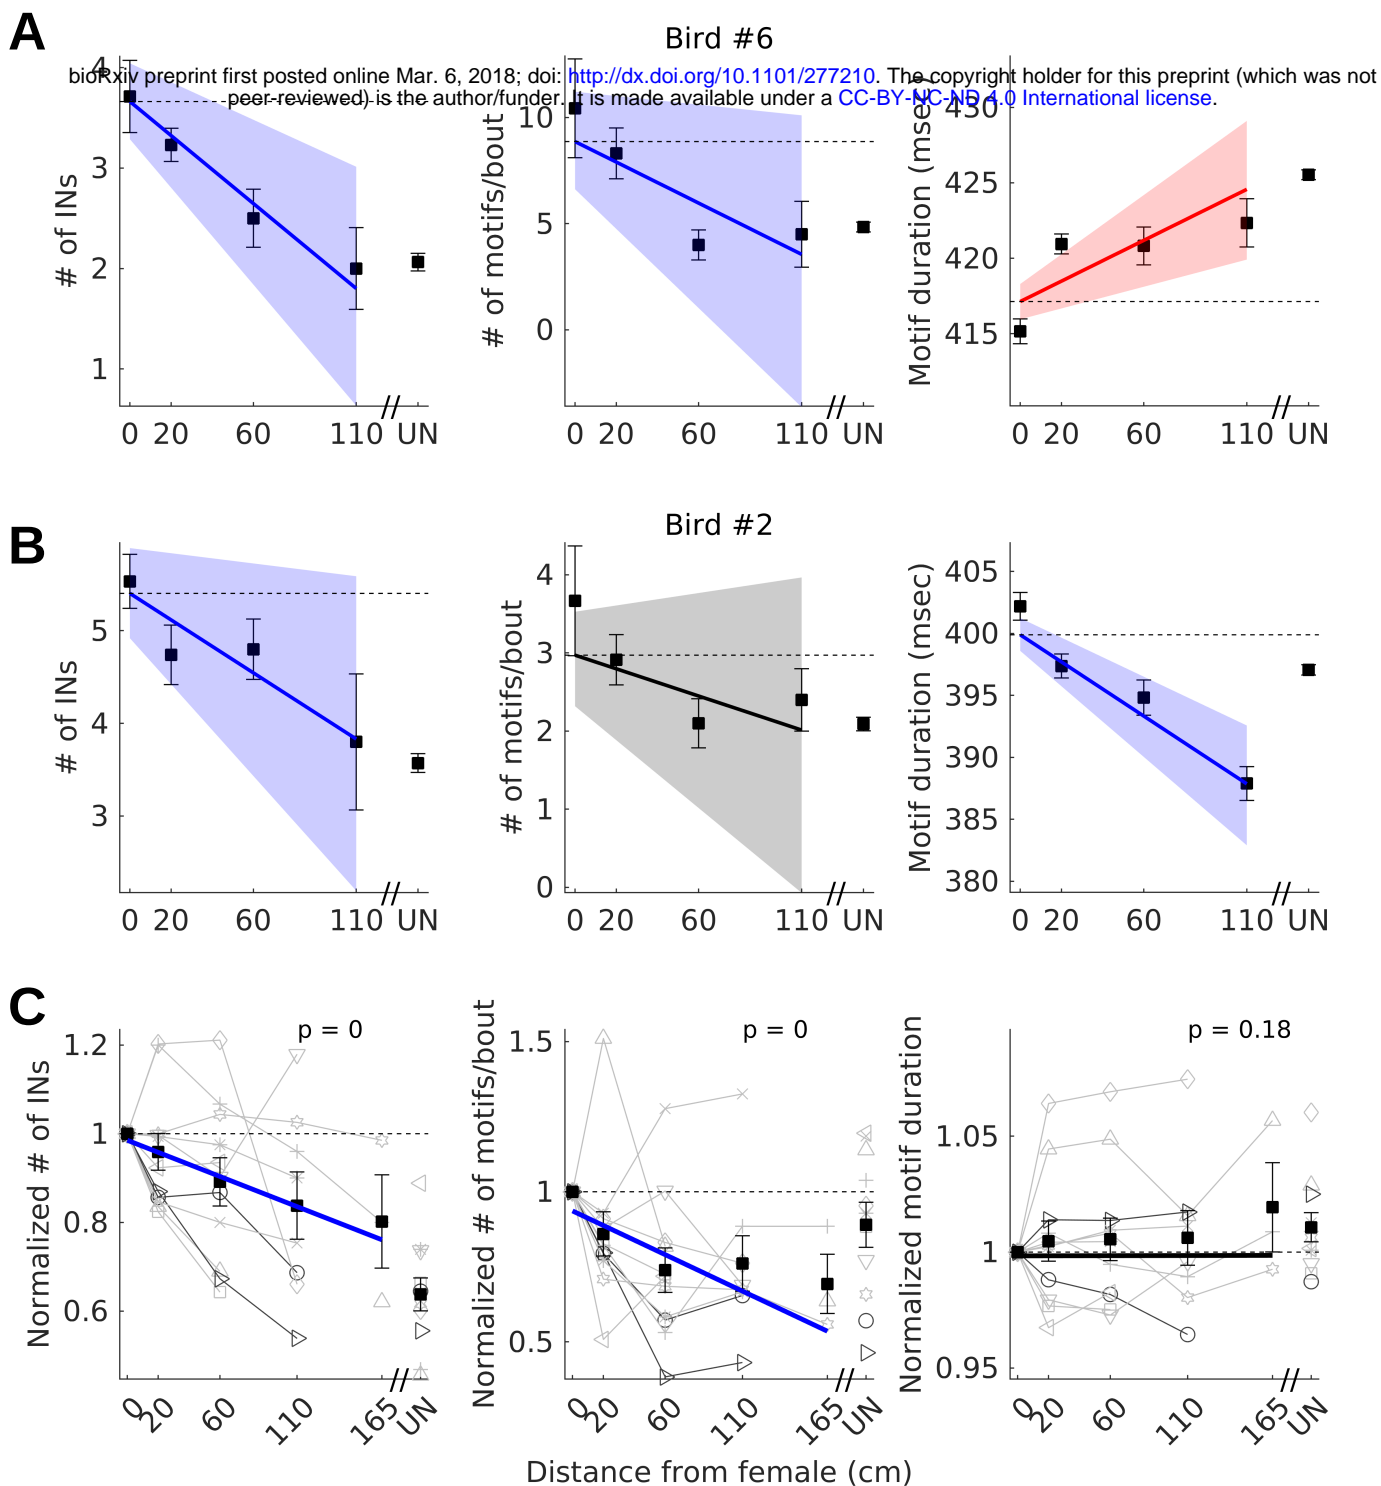 A
Bird #6
bioRxiv preprint first posted online Mar. 6, 2018; doi: http://dx.doi.org/10.1101/277210. The copyright holder for this preprint (which was not
peer-reviewed) is the author/funder. It is made available under a CC-BY-NC-ND 4.0 International license.
# of INs
4
3
2
1
0 20 60 110 UN
# of motifs/bout
10
5
0
0 20 60 110 UN
Motif duration (msec)
430
425
420
415
0 20 60 110 UN
B
Bird #2
# of INs
5
4
3
0 20 60 110 UN
# of motifs/bout
4
3
2
1
0
0 20 60 110 UN
Motif duration (msec)
405
400
395
390
385
380
0 20 60 110 UN
C
Normalized # of INs
p = 0
1.2
1
0.8
0.6
0 20 60 110 165 UN
Normalized # of motifs/bout
p = 0
1.5
1
0.5
0 20 60 110 165 UN
Normalized motif duration
p = 0.18
1.05
1
0.95
0 20 60 110 165 UN
Distance from female (cm)